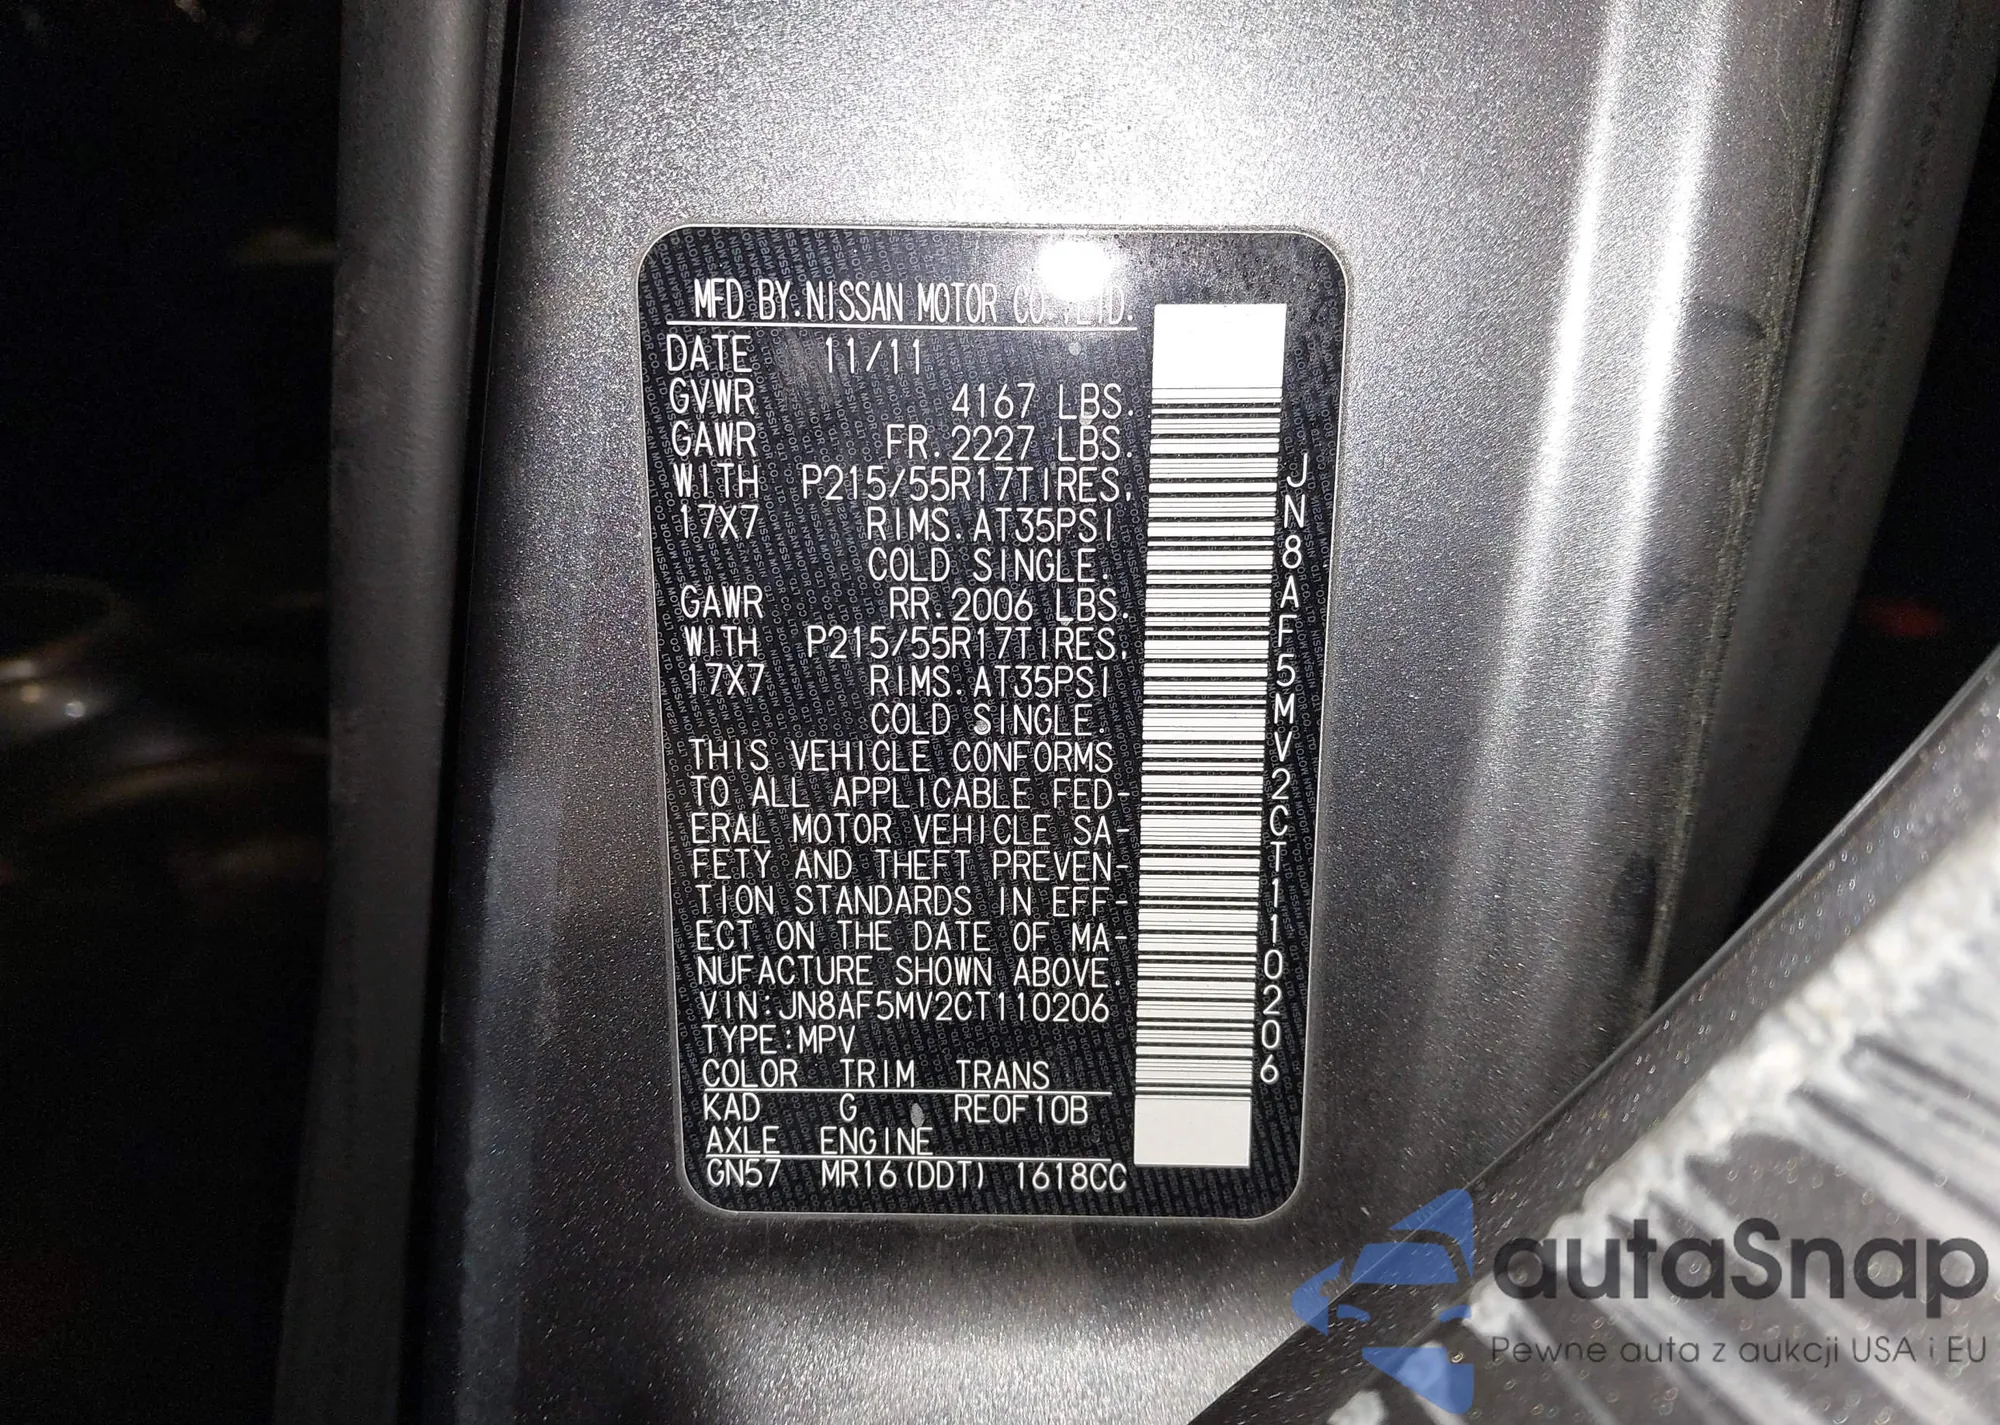 MFD BY.NISSAN MOTOR CO.,LTD.
DATE 11/11
GVWR 4167 LBS.
GAWR FR.2227 LBS.
WITH P215/55R17TIRES,
17X7 RIMS.AT35PSI
COLD SINGLE.
GAWR RR.2006 LBS.
WITH P215/55R17TIRES,
17X7 RIMS.AT35PSI
COLD SINGLE.
THIS VEHICLE CONFORMS
TO ALL APPLICABLE FED-
ERAL MOTOR VEHICLE SA-
FETY AND THEFT PREVEN-
TION STANDARDS IN EFF-
ECT ON THE DATE OF MA-
NUFACTURE SHOWN ABOVE.
VIN:JN8AF5MV2CT110206
TYPE:MPV
COLOR TRIM TRANS
KAD G RE0F10B
AXLE ENGINE
GN57 MR16(DDT) 1618CC
JN8AF5MV2CT110206
autaSnap
Pewne auta z aukcji USA i EU